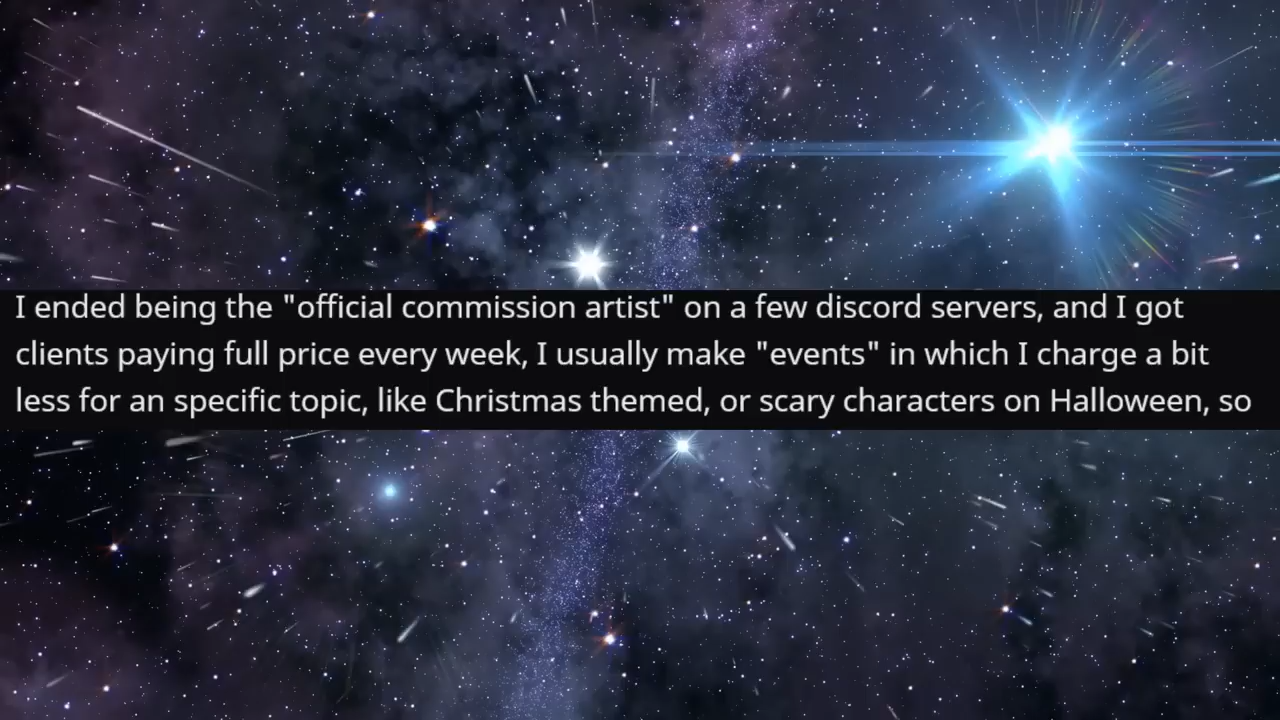 I ended being the "official commission artist" on a few discord servers, and I got
clients paying full price every week, I usually make "events" in which I charge a bit
less for an specific topic, like Christmas themed, or scary characters on Halloween, so